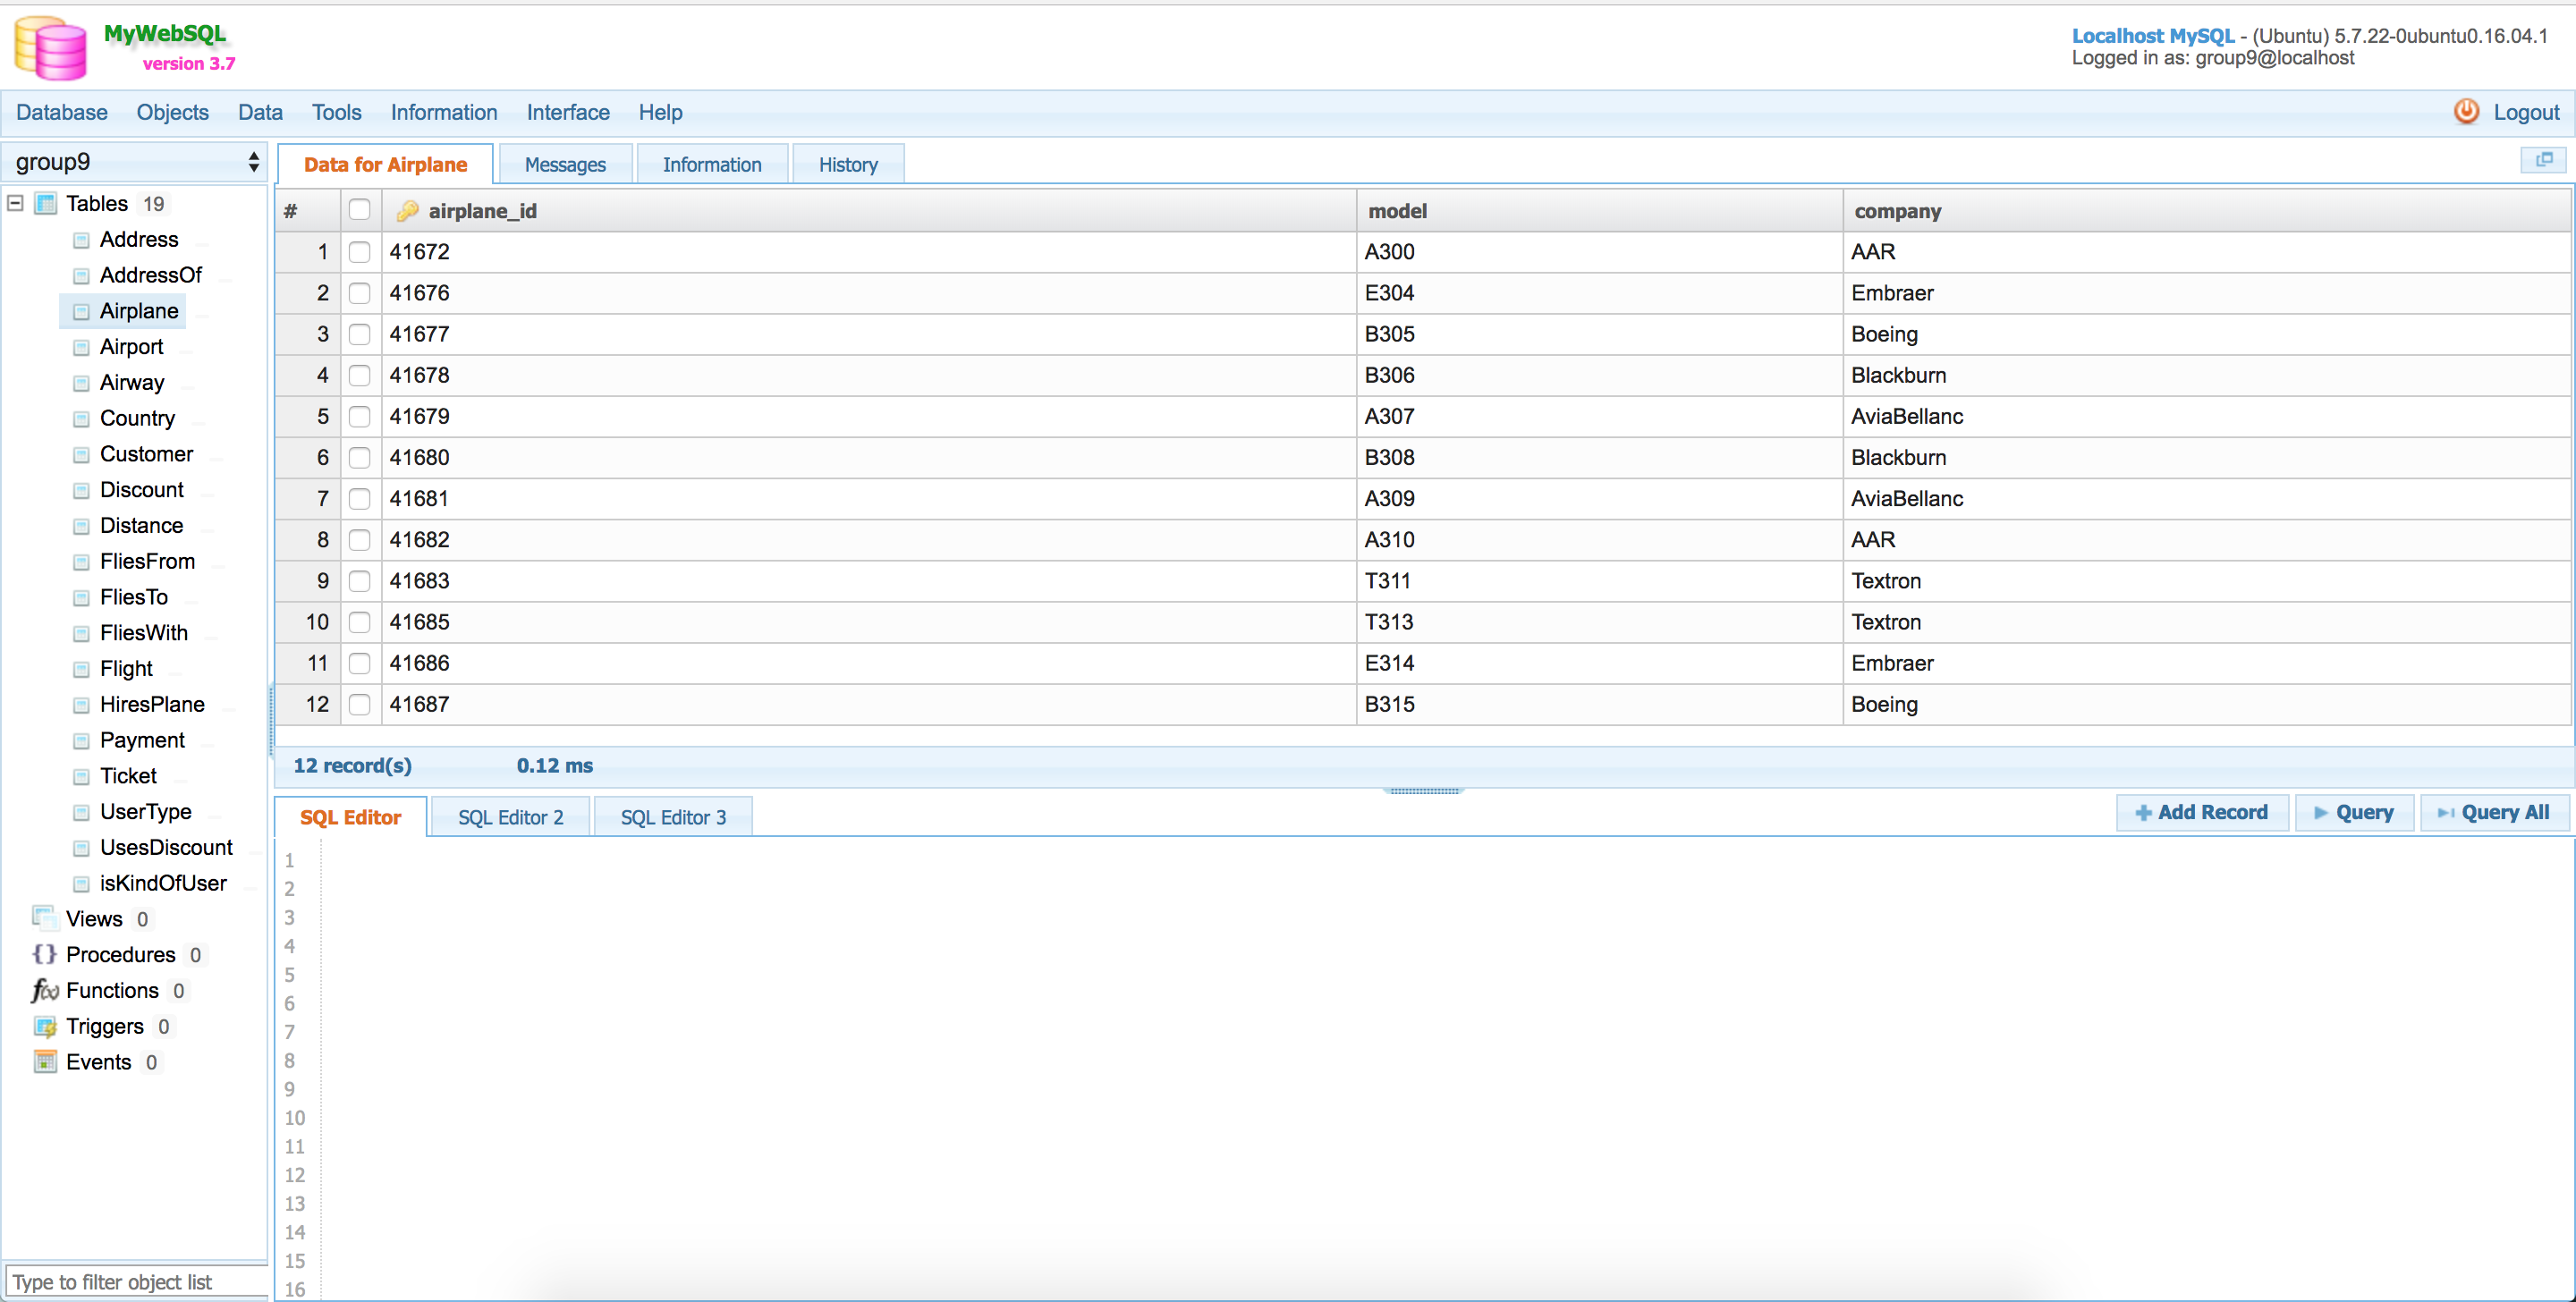 MyWebSQL
version 3.7
Localhost MySQL - (Ubuntu) 5.7.22-0ubuntu0.16.04.1
Logged in as: group9@localhost
Database Objects Data Tools Information Interface Help Logout
group9
Tables 19
Address
AddressOf
Airplane
Airport
Airway
Country
Customer
Discount
Distance
FliesFrom
FliesTo
FliesWith
Flight
HiresPlane
Payment
Ticket
UserType
UsesDiscount
isKindOfUser
Views 0
{} Procedures 0
f(x) Functions 0
Triggers 0
Events 0
Type to filter object list
Data for Airplane Messages Information History
# airplane_id model company
1 41672 A300 AAR
2 41676 E304 Embraer
3 41677 B305 Boeing
4 41678 B306 Blackburn
5 41679 A307 AviaBellanc
6 41680 B308 Blackburn
7 41681 A309 AviaBellanc
8 41682 A310 AAR
9 41683 T311 Textron
10 41685 T313 Textron
11 41686 E314 Embraer
12 41687 B315 Boeing
12 record(s) 0.12 ms
SQL Editor SQL Editor 2 SQL Editor 3 Add Record Query Query All
1
2
3
4
5
6
7
8
9
10
11
12
13
14
15
16